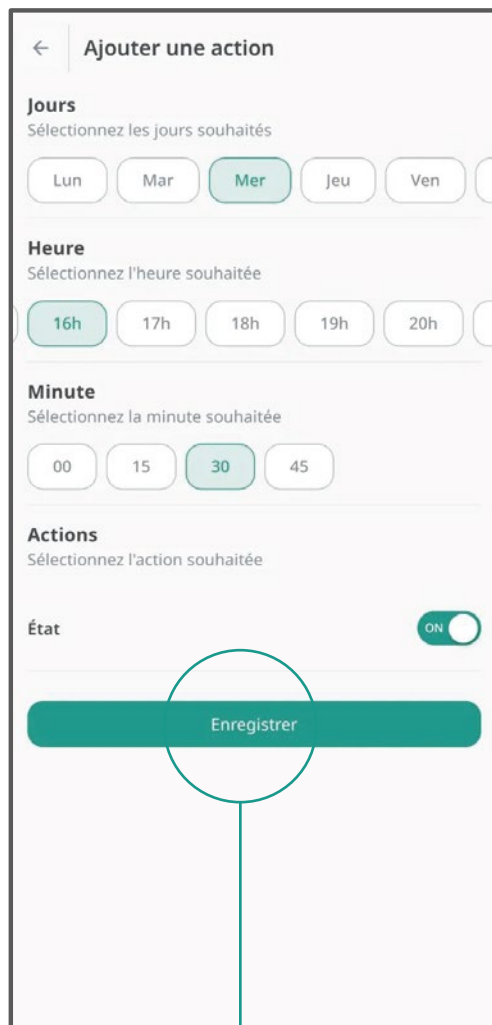 Ajouter une action
Jours
Sélectionnez les jours souhaités
Lun Mar Mer Jeu Ven
Heure
Sélectionnez l'heure souhaitée
16h 17h 18h 19h 20h
Minute
Sélectionnez la minute souhaitée
00 15 30 45
Actions
Sélectionnez l'action souhaitée
État ON
Enregistrer